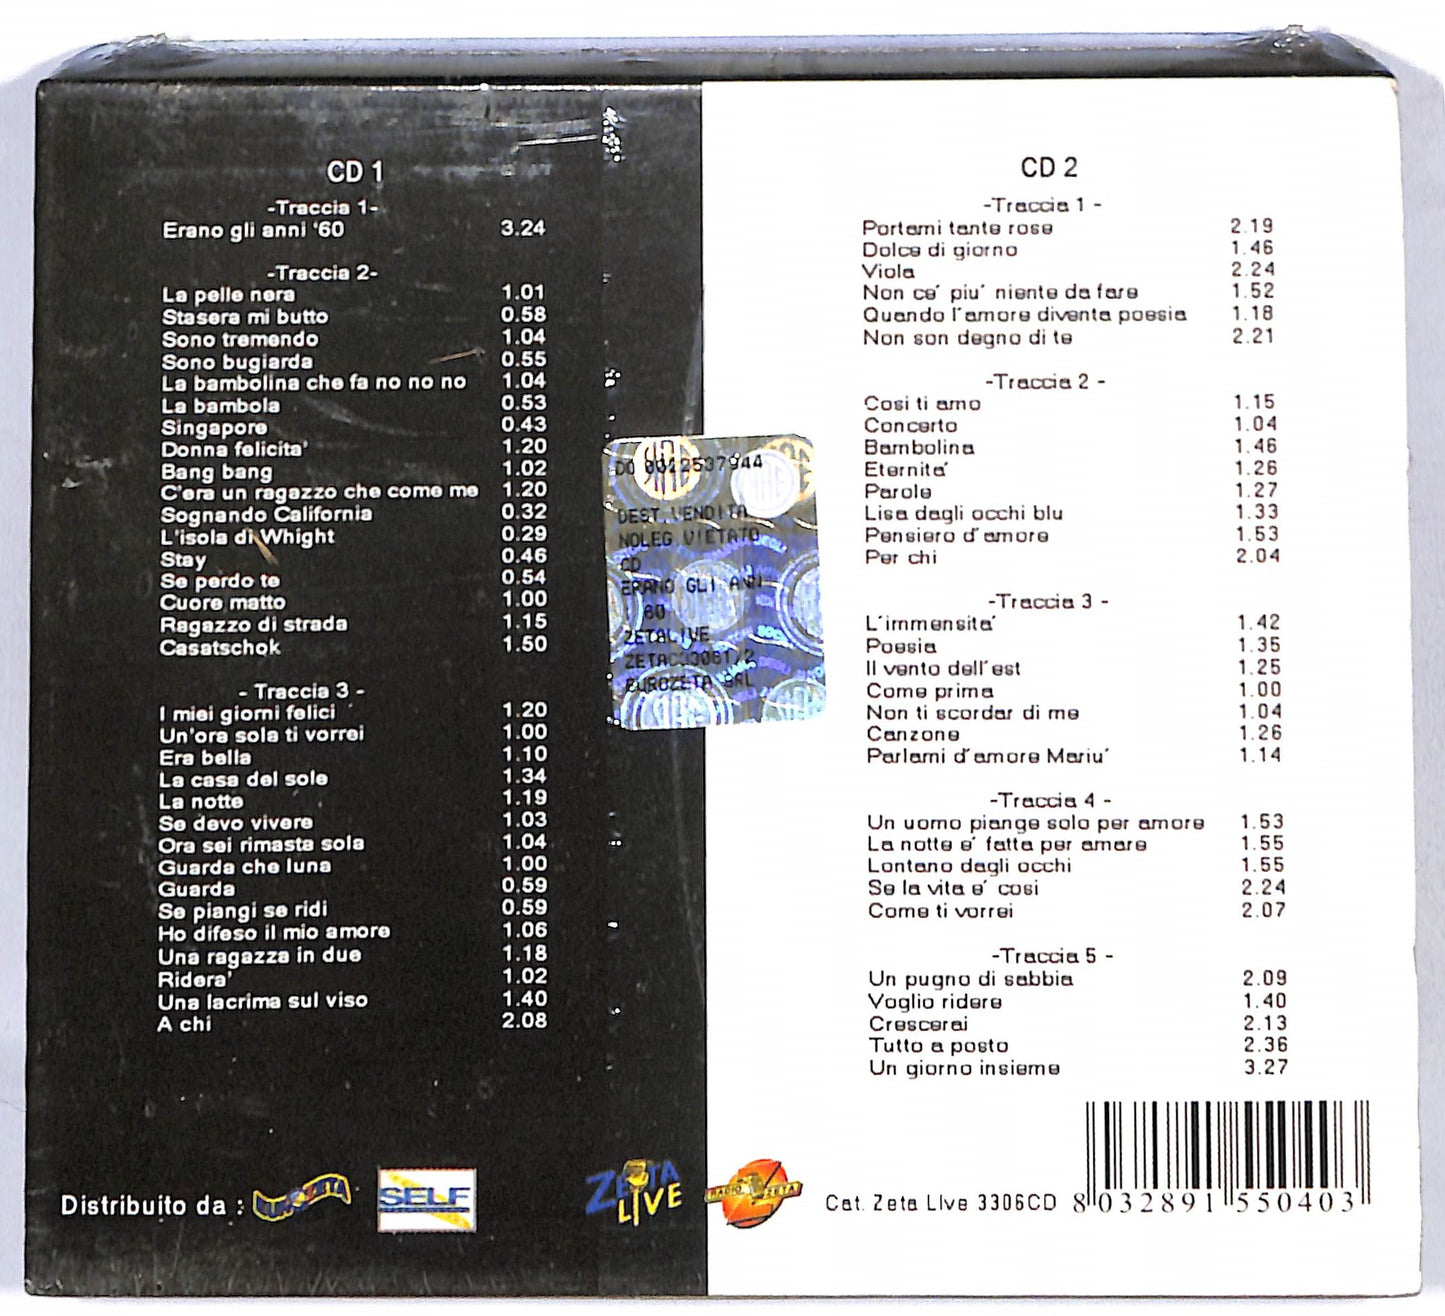 CD 1
-Traccia 1-
Erano gli anni '60 3.24
-Traccia 2-
La pelle nera 1.01
Stasera mi butto 0.58
Sono tremendo 1.04
Sono bugiarda 0.55
La bambolina che fa no no no 1.04
La bambola 0.53
Singapore 0.43
Donna felicita' 1.20
Bang bang 1.02
C'era un ragazzo che come me 1.20
Sognando California 0.32
L'isola di Whight 0.29
Stay 0.46
Se perdo te 0.54
Cuore matto 1.00
Ragazzo di strada 1.15
Casatschok 1.50
- Traccia 3 -
I miei giorni felici 1.20
Un'ora sola ti vorrei 1.00
Era bella 1.10
La casa del sole 1.34
La notte 1.19
Se devo vivere 1.03
Ora sei rimasta sola 1.04
Guarda che luna 1.00
Guarda 0.59
Se piangi se ridi 0.59
Ho difeso il mio amore 1.06
Una ragazza in due 1.18
Ridera' 1.02
Una lacrima sul viso 1.40
A chi 2.08
DO 0022537944
DEST.VENDITA
NOLEG VIETATO
CD
ERANO GLI ANN
I 60
ZETALIVE
EUROZETA SRL
CD 2
-Traccia 1 -
Portami tante rose 2.19
Dolce di giorno 1.46
Viola 2.24
Non ce' piu' niente da fare 1.52
Quando l'amore diventa poesia 1.18
Non son degno di te 2.21
-Traccia 2 -
Cosi ti amo 1.15
Concerto 1.04
Bambolina 1.46
Eternita' 1.26
Parole 1.27
Lisa dagli occhi blu 1.33
Pensiero d'amore 1.53
Per chi 2.04
-Traccia 3 -
L'immensita' 1.42
Poesia 1.35
Il vento dell'est 1.25
Come prima 1.00
Non ti scordar di me 1.04
Canzone 1.26
Parlami d'amore Mariu' 1.14
-Traccia 4 -
Un uomo piange solo per amore 1.53
La notte e' fatta per amare 1.55
Lontano dagli occhi 1.55
Se la vita e' cosi 2.24
Come ti vorrei 2.07
-Traccia 5 -
Un pugno di sabbia 2.09
Voglio ridere 1.40
Crescerai 2.13
Tutto a posto 2.36
Un giorno insieme 3.27
Distribuito da :
EUROZETA
SELF
ZETA
LIVE
RADIO ZETA
Cat. Zeta LIve 3306CD
8 032891 550403